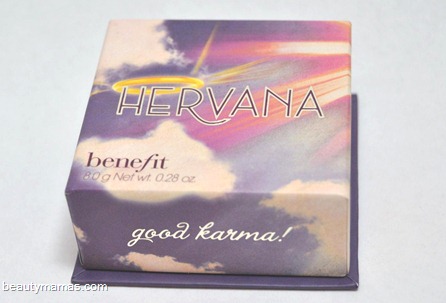 HERVANA
benefit
8.0 g Net wt. 0.28 oz.
good karma!
beautymamas.com